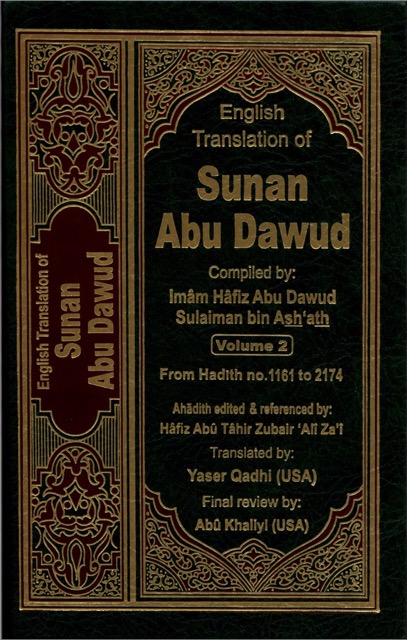 English Translation of
Sunan
Abu Dawud
English
Translation of
Sunan
Abu Dawud
Compiled by:
Imâm Hâfiz Abu Dawud
Sulaiman bin Ash'ath
Volume 2
From Hadith no.1161 to 2174
Ahādith edited & referenced by:
Hâfiz Abû Tâhir Zubair 'Alî Za'î
Translated by:
Yaser Qadhi (USA)
Final review by:
Abû Khaliyl (USA)